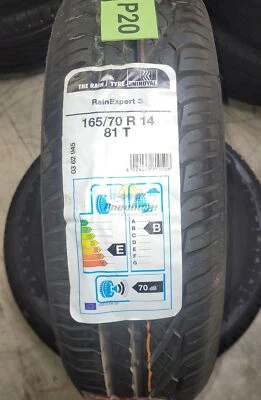 P20
THE RAIN TYRE UNIROYAL
RainExpert 3
165/70 R 14
81 T
03 62 945
A
B
C
D
E
F
G
E
A
B
C
D
E
F
G
B
70 dB